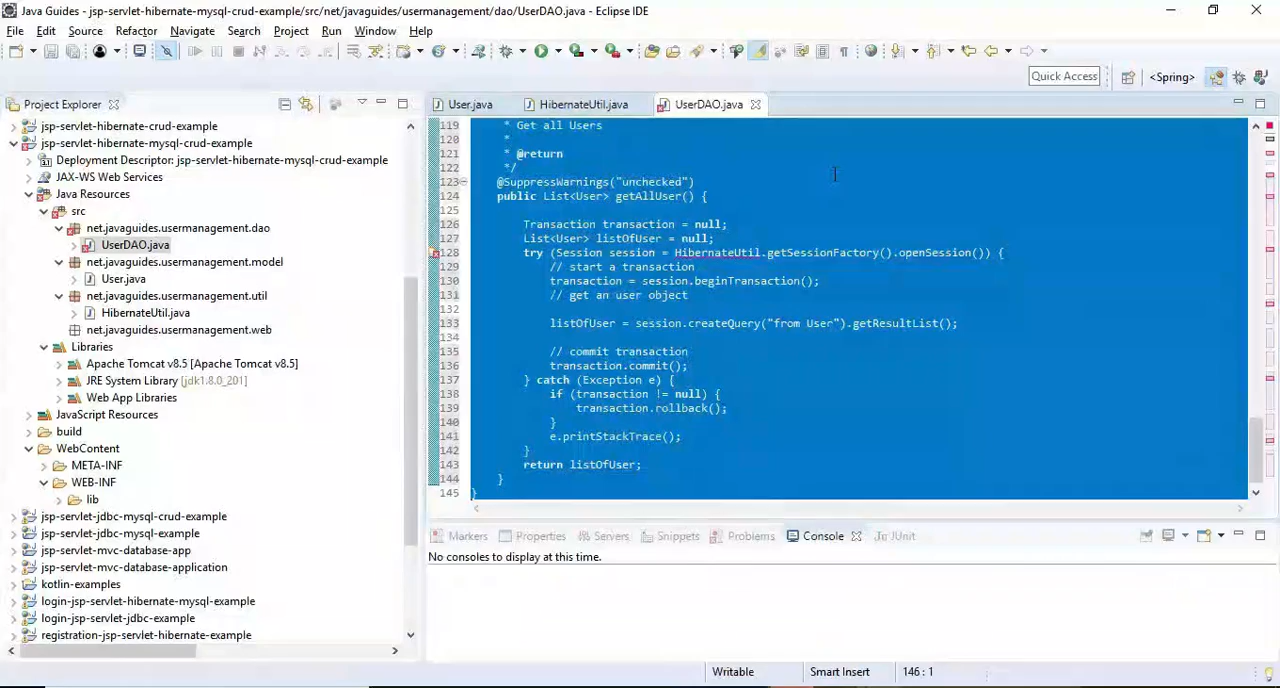 Java Guides - jsp-servlet-hibernate-mysql-crud-example/src/net/javaguides/usermanagement/dao/UserDAO.java - Eclipse IDE
File Edit Source Refactor Navigate Search Project Run Window Help
Quick Access <Spring>
Project Explorer
jsp-servlet-hibernate-crud-example
jsp-servlet-hibernate-mysql-crud-example
Deployment Descriptor: jsp-servlet-hibernate-mysql-crud-example
JAX-WS Web Services
Java Resources
src
net.javaguides.usermanagement.dao
UserDAO.java
net.javaguides.usermanagement.model
User.java
net.javaguides.usermanagement.util
HibernateUtil.java
net.javaguides.usermanagement.web
Libraries
Apache Tomcat v8.5 [Apache Tomcat v8.5]
JRE System Library [jdk1.8.0_201]
Web App Libraries
JavaScript Resources
build
WebContent
META-INF
WEB-INF
lib
jsp-servlet-jdbc-mysql-crud-example
jsp-servlet-jdbc-mysql-example
jsp-servlet-mvc-database-app
jsp-servlet-mvc-database-application
kotlin-examples
login-jsp-servlet-hibernate-mysql-example
login-jsp-servlet-jdbc-example
registration-jsp-servlet-hibernate-example
User.java HibernateUtil.java UserDAO.java
119 * Get all Users
120 *
121 * @return
122 */
123 @SuppressWarnings("unchecked")
124 public List<User> getAllUser() {
125
126 Transaction transaction = null;
127 List<User> listOfUser = null;
128 try (Session session = HibernateUtil.getSessionFactory().openSession()) {
129 // start a transaction
130 transaction = session.beginTransaction();
131 // get an user object
132
133 listOfUser = session.createQuery("from User").getResultList();
134
135 // commit transaction
136 transaction.commit();
137 } catch (Exception e) {
138 if (transaction != null) {
139 transaction.rollback();
140 }
141 e.printStackTrace();
142 }
143 return listOfUser;
144 }
145 }
Markers Properties Servers Snippets Problems Console JUnit
No consoles to display at this time.
Writable Smart Insert 146 : 1